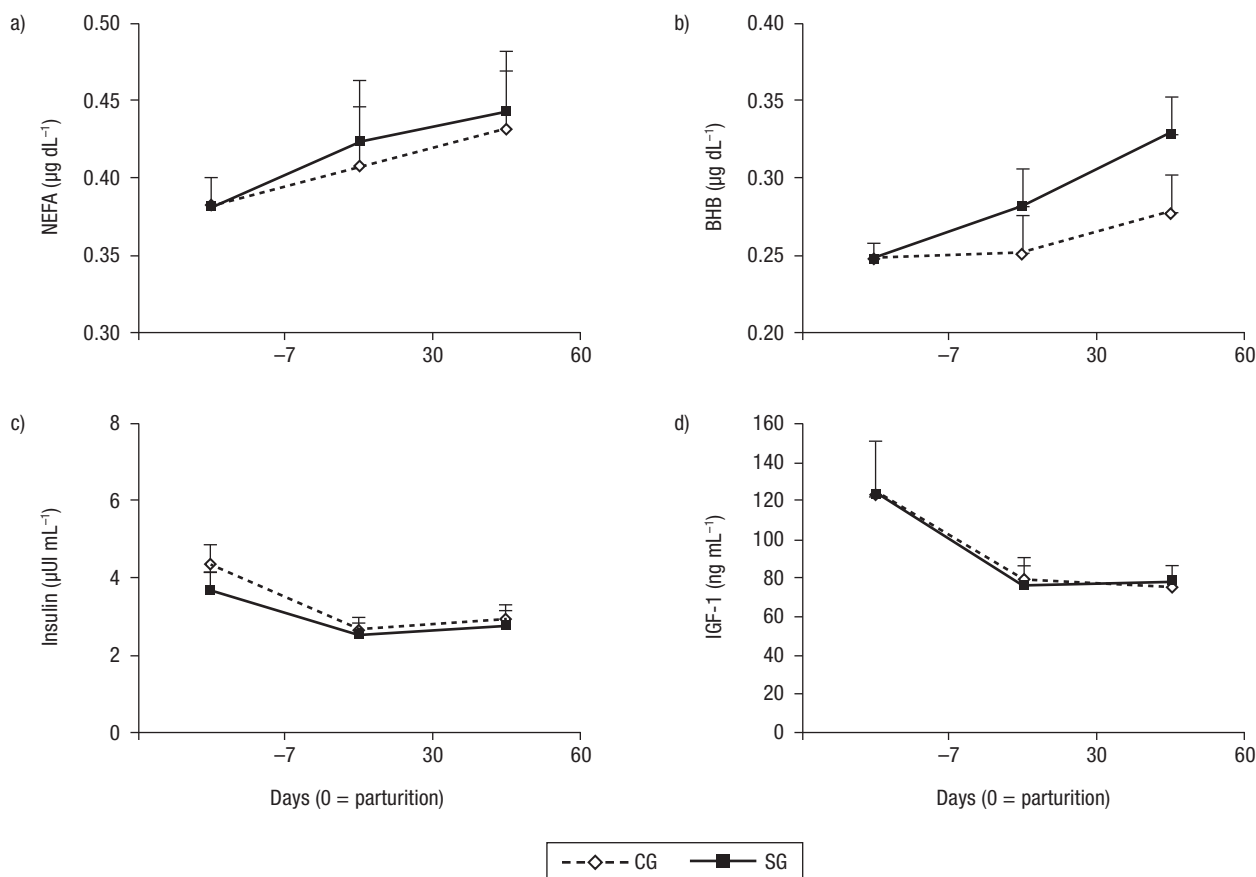 a)
0.50
0.45
0.40
0.35
0.30
NEFA (µg dL⁻¹)
–7 30 60
b)
0.40
0.35
0.30
0.25
0.20
BHB (µg dL⁻¹)
–7 30 60
c)
8
6
4
2
0
Insulin (µUI mL⁻¹)
–7 30 60
Days (0 = parturition)
d)
160
140
120
100
80
60
40
20
0
IGF-1 (ng mL⁻¹)
–7 30 60
Days (0 = parturition)
CG SG